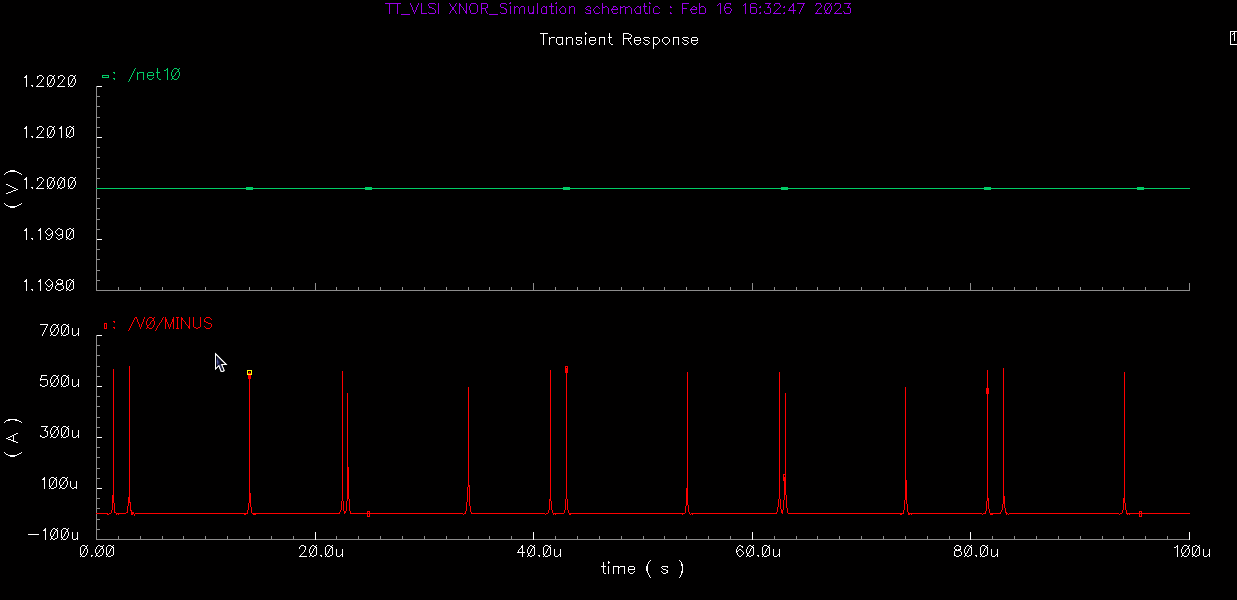 TT_VLSI XNOR_Simulation schematic : Feb 16 16:32:47 2023
Transient Response
1
/net10
1.2020
1.2010
1.2000
1.1990
1.1980
( V )
/V0/MINUS
700u
500u
300u
100u
-100u
( A )
0.00 20.0u 40.0u 60.0u 80.0u 100u
time ( s )